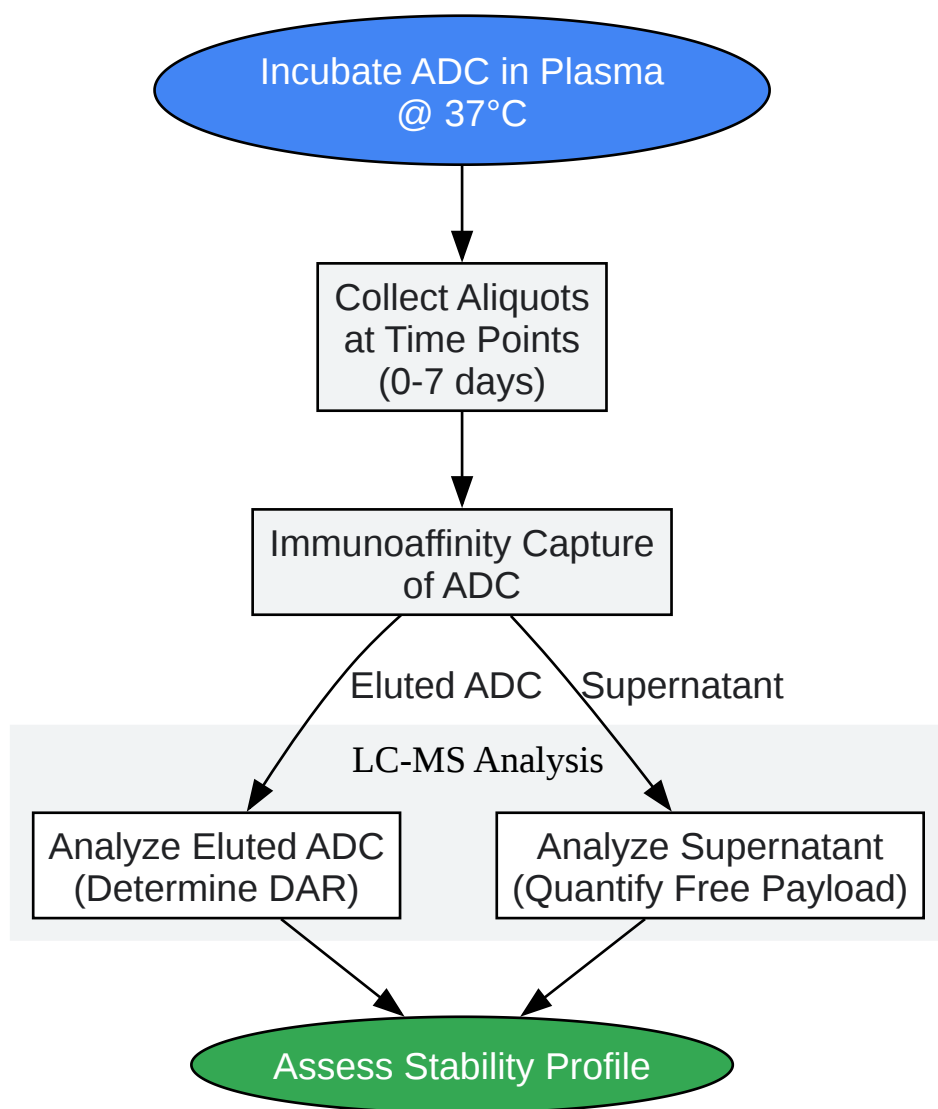 Incubate ADC in Plasma
@ 37°C
Collect Aliquots
at Time Points
(0-7 days)
Immunoaffinity Capture
of ADC
Eluted ADC
Supernatant
LC-MS Analysis
Analyze Eluted ADC
(Determine DAR)
Analyze Supernatant
(Quantify Free Payload)
Assess Stability Profile